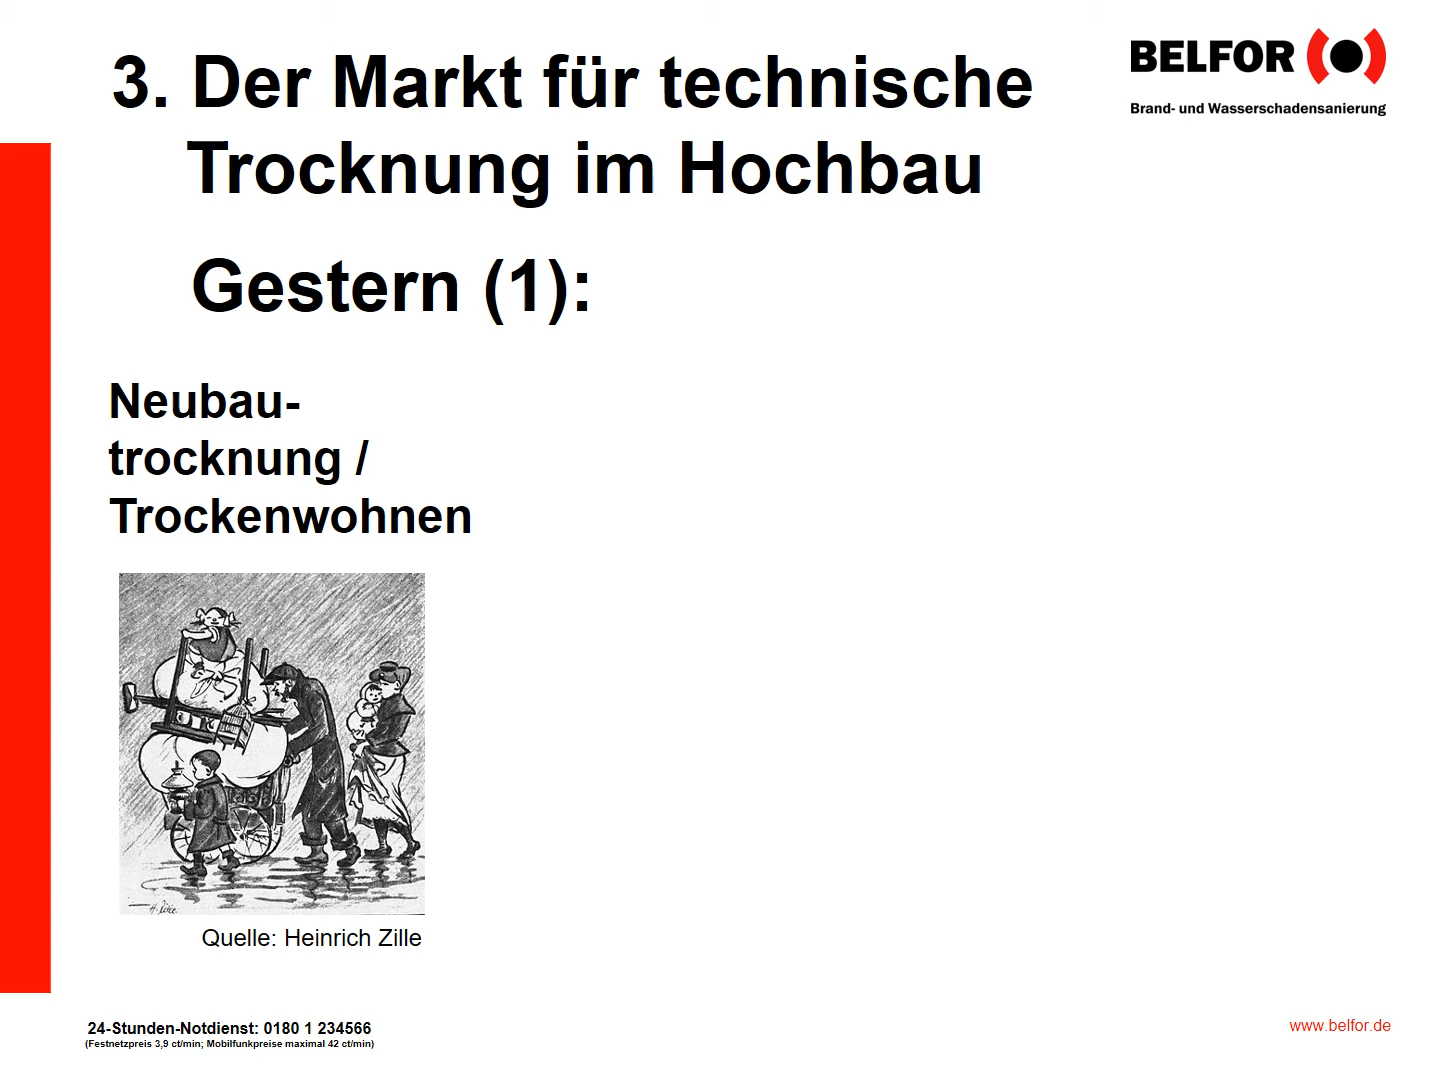 3. Der Markt für technische
Trocknung im Hochbau
BELFOR
Brand- und Wasserschadensanierung
Gestern (1):
Neubau-
trocknung /
Trockenwohnen
H. Zille
Quelle: Heinrich Zille
24-Stunden-Notdienst: 0180 1 234566
(Festnetzpreis 3,9 ct/min; Mobilfunkpreise maximal 42 ct/min)
www.belfor.de